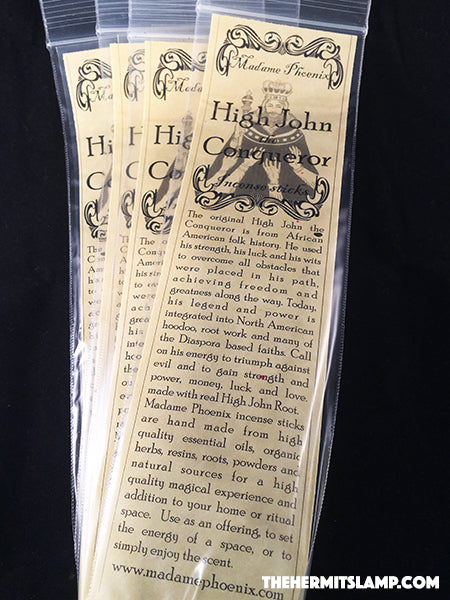 Madame Phoenix
High John
the
Conqueror
Incense sticks
The original High John the
Conqueror is from African
American folk history. He used
his strength, his luck and his wits
to overcome all obstacles that
were placed in his path,
achieving freedom and
greatness along the way. Today,
his legend and power is
integrated into North American
hoodoo, root work and many of
the Diaspora based faiths. Call
on his energy to triumph against
evil and to gain strength and
power, money, luck and love.
made with real High John Root.
Madame Phoenix incense sticks
are hand made from high
quality essential oils, organic
herbs, resins, roots, powders and
natural sources for a high
quality magical experience and
addition to your home or ritual
space. Use as an offering, to set
the energy of a space, or to
simply enjoy the scent.
www.madamephoenix.com
THEHERMITSLAMP.COM